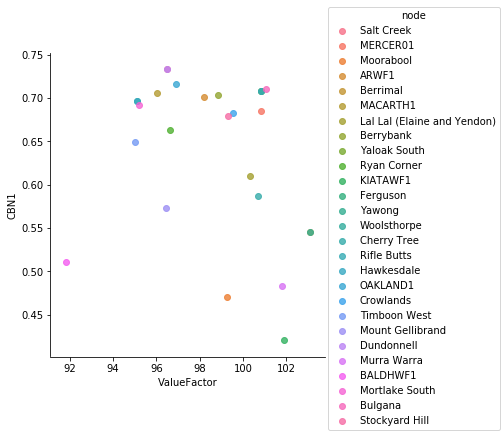 node
Salt Creek
MERCER01
Moorabool
ARWF1
Berrimal
MACARTH1
Lal Lal (Elaine and Yendon)
Berrybank
Yaloak South
Ryan Corner
KIATAWF1
Ferguson
Yawong
Woolsthorpe
Cherry Tree
Rifle Butts
Hawkesdale
OAKLAND1
Crowlands
Timboon West
Mount Gellibrand
Dundonnell
Murra Warra
BALDHWF1
Mortlake South
Bulgana
Stockyard Hill
CBN1
0.75
0.70
0.65
0.60
0.55
0.50
0.45
92 94 96 98 100 102
ValueFactor